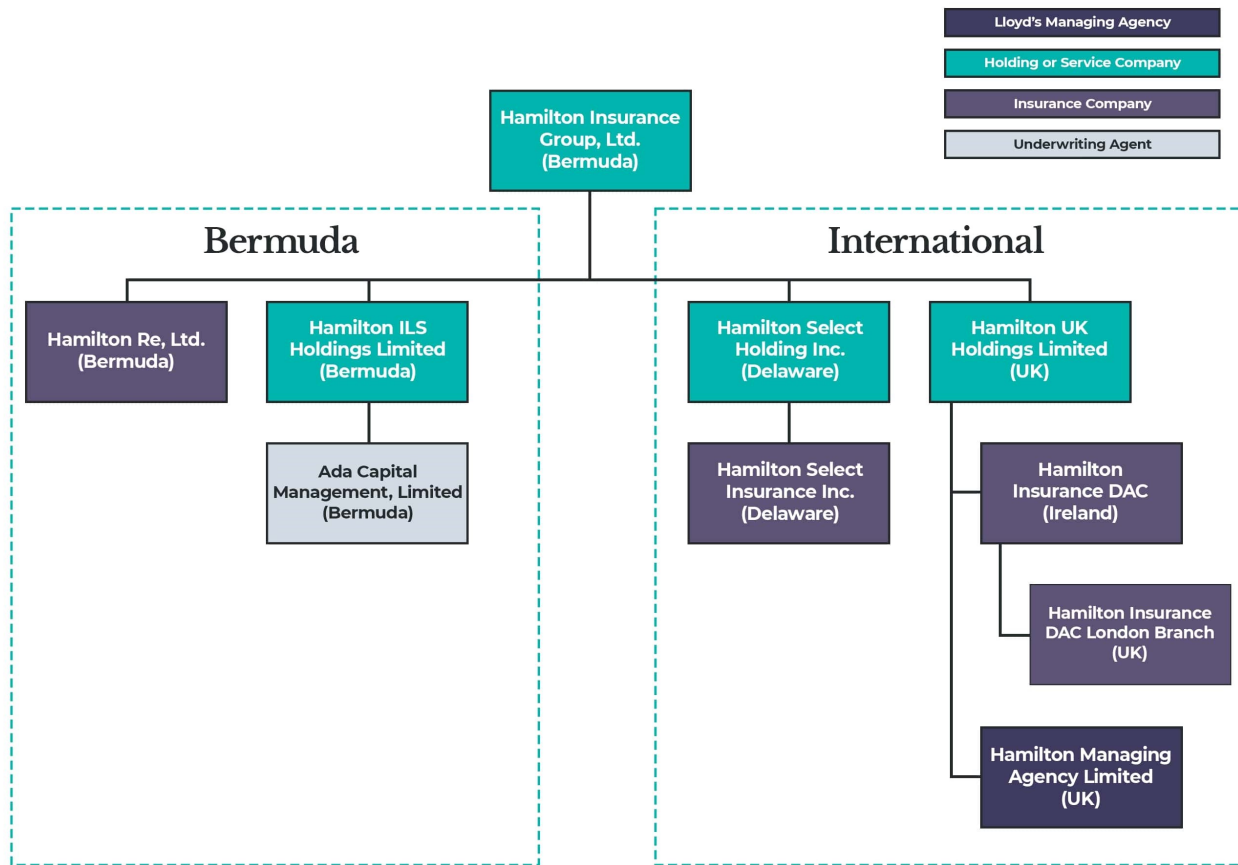 Lloyd's Managing Agency
Holding or Service Company
Insurance Company
Underwriting Agent
Hamilton Insurance
Group, Ltd.
(Bermuda)
Bermuda
International
Hamilton Re, Ltd.
(Bermuda)
Hamilton ILS
Holdings Limited
(Bermuda)
Hamilton Select
Holding Inc.
(Delaware)
Hamilton UK
Holdings Limited
(UK)
Ada Capital
Management, Limited
(Bermuda)
Hamilton Select
Insurance Inc.
(Delaware)
Hamilton
Insurance DAC
(Ireland)
Hamilton Insurance
DAC London Branch
(UK)
Hamilton Managing
Agency Limited
(UK)